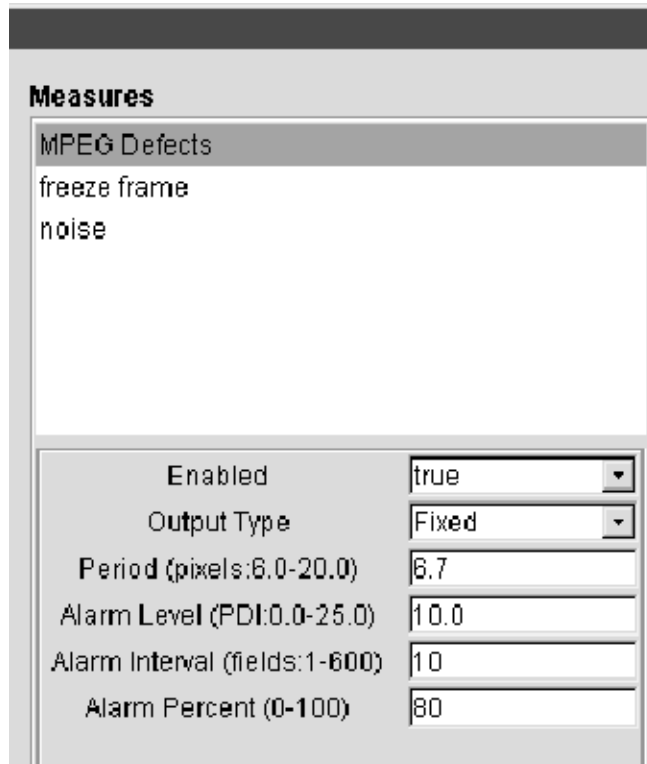 Measures
MPEG Defects
freeze frame
noise
Enabled true
Output Type Fixed
Period (pixels:6.0-20.0) 6.7
Alarm Level (PDI:0.0-25.0) 10.0
Alarm Interval (fields:1-600) 10
Alarm Percent (0-100) 80